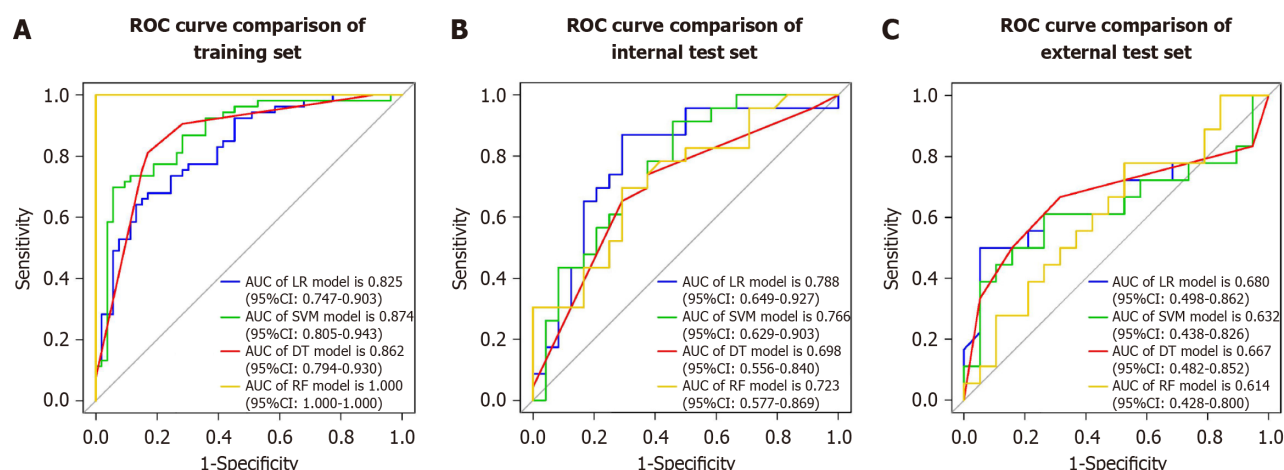 A
ROC curve comparison of
training set
Sensitivity
1.0
0.8
0.6
0.4
0.2
0.0
AUC of LR model is 0.825
(95%CI: 0.747-0.903)
AUC of SVM model is 0.874
(95%CI: 0.805-0.943)
AUC of DT model is 0.862
(95%CI: 0.794-0.930)
AUC of RF model is 1.000
(95%CI: 1.000-1.000)
0.0 0.2 0.4 0.6 0.8 1.0
1-Specificity
B
ROC curve comparison of
internal test set
Sensitivity
1.0
0.8
0.6
0.4
0.2
0.0
AUC of LR model is 0.788
(95%CI: 0.649-0.927)
AUC of SVM model is 0.766
(95%CI: 0.629-0.903)
AUC of DT model is 0.698
(95%CI: 0.556-0.840)
AUC of RF model is 0.723
(95%CI: 0.577-0.869)
0.0 0.2 0.4 0.6 0.8 1.0
1-Specificity
C
ROC curve comparison of
external test set
Sensitivity
1.0
0.8
0.6
0.4
0.2
0.0
AUC of LR model is 0.680
(95%CI: 0.498-0.862)
AUC of SVM model is 0.632
(95%CI: 0.438-0.826)
AUC of DT model is 0.667
(95%CI: 0.482-0.852)
AUC of RF model is 0.614
(95%CI: 0.428-0.800)
0.0 0.2 0.4 0.6 0.8 1.0
1-Specificity